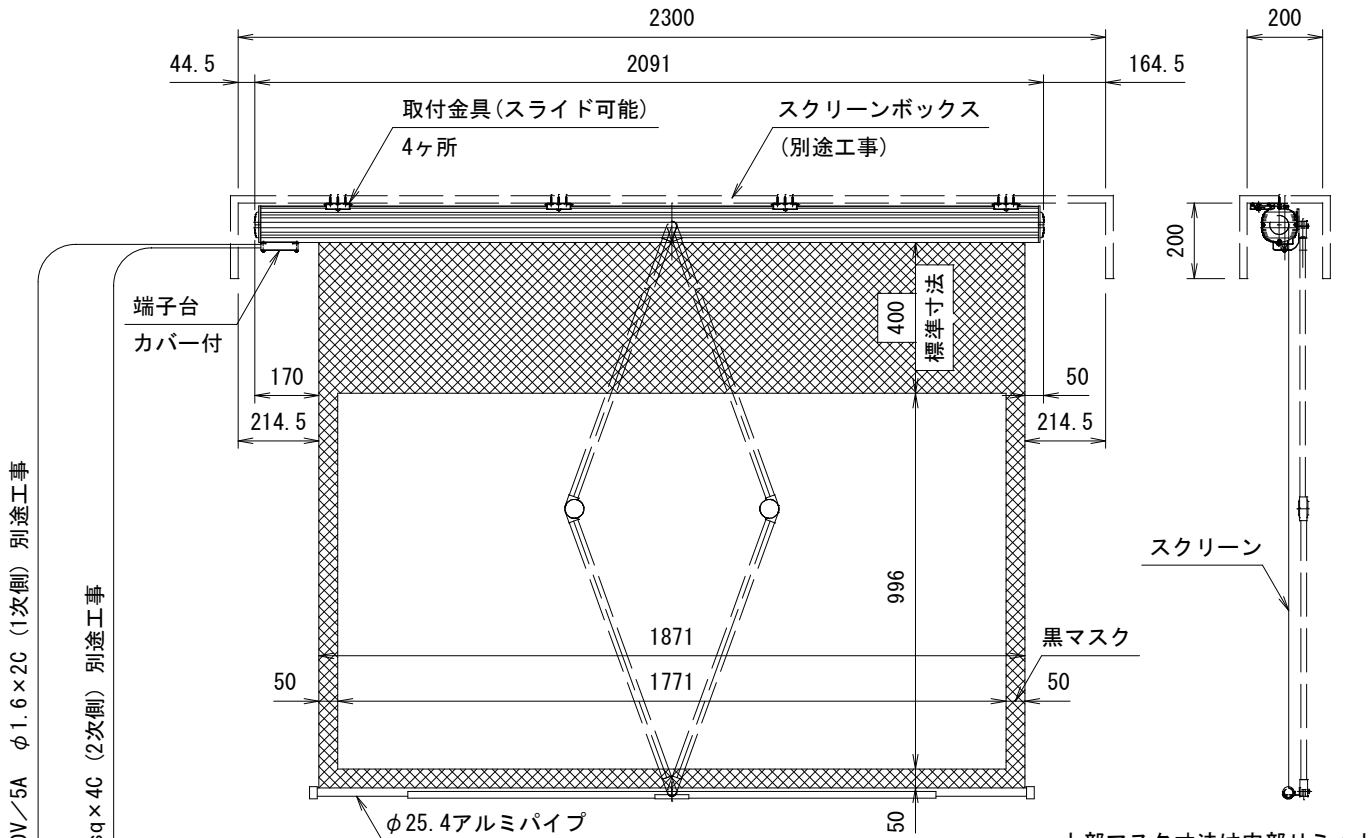 2300
200
44.5
2091
164.5
取付金具(スライド可能)
4ヶ所
スクリーンボックス
(別途工事)
200
端子台
カバー付
400
標準寸法
170
50
214.5
214.5
996
スクリーン
1871
黒マスク
50
1771
50
φ1.6×2C (1次側) 別途工事
×4C (2次側) 別途工事
φ25.4アルミパイプ
50